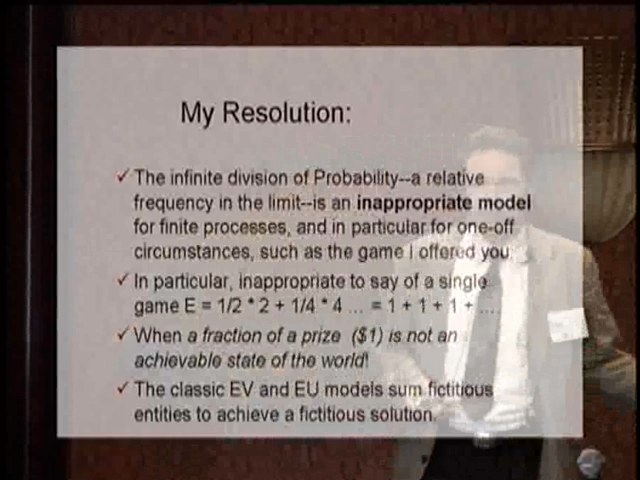 My Resolution:
The infinite division of Probability--a relative
frequency in the limit--is an inappropriate model
for finite processes, and in particular for one-off
circumstances, such as the game I offered you.
In particular, inappropriate to say of a single
game E = 1/2 * 2 + 1/4 * 4 ... = 1 + 1 + 1 + ....
When a fraction of a prize ($1) is not an
achievable state of the world!
The classic EV and EU models sum fictitious
entities to achieve a fictitious solution.